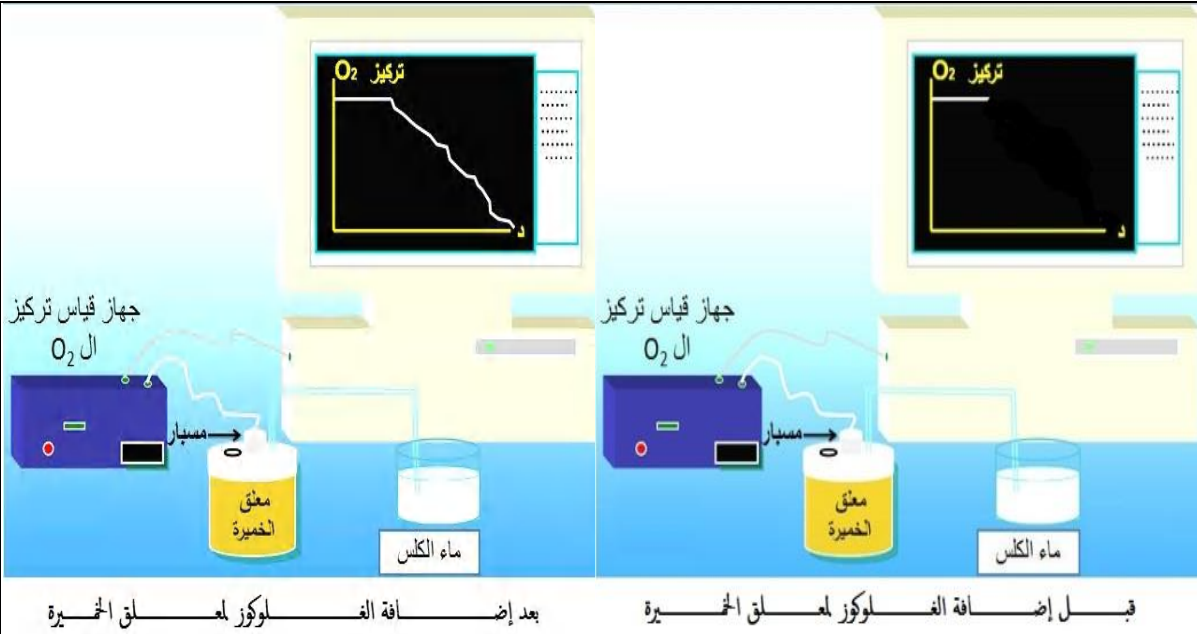 تركيز O2
د
جهاز قياس تركيز
ال O2
مسبار
معلق
الخميرة
ماء الكلس
قبل إضافة الغلوكوز لمعلق الخميرة
تركيز O2
د
جهاز قياس تركيز
ال O2
مسبار
معلق
الخميرة
ماء الكلس
بعد إضافة الغلوكوز لمعلق الخميرة